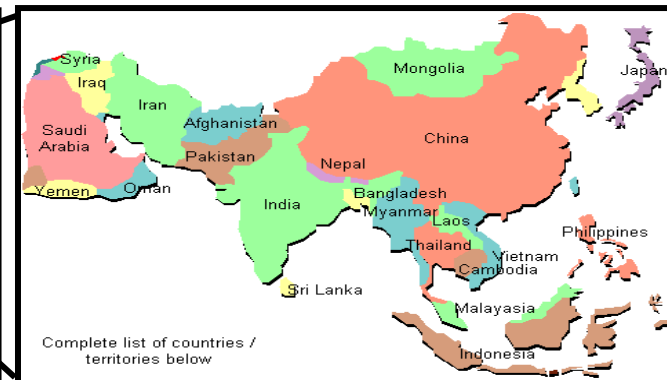 Syria
Mongolia
Japan
Iraq
Iran
Afghanistan
Saudi
Arabia
China
Pakistan
Nepal
Yemen
Oman
India
Bangladesh
Myanmar
Laos
Philippines
Thailand
Vietnam
Cambodia
Sri Lanka
Malayasia
Indonesia
Complete list of countries /
territories below